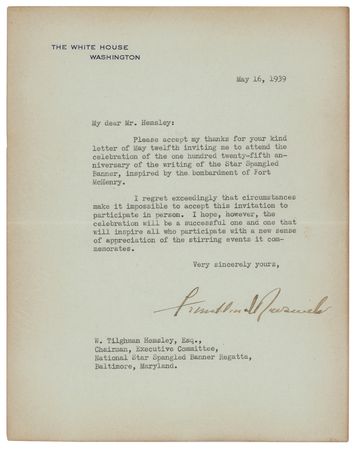 THE WHITE HOUSE
WASHINGTON
May 16, 1939
My dear Mr. Hemsley:
Please accept my thanks for your kind
letter of May twelfth inviting me to attend the
celebration of the one hundred twenty-fifth an-
niversary of the writing of the Star Spangled
Banner, inspired by the bombardment of Fort
McHenry.
I regret exceedingly that circumstances
make it impossible to accept this invitation to
participate in person. I hope, however, the
celebration will be a successful one and one that
will inspire all who participate with a new sense
of appreciation of the stirring events it com-
memorates.
Very sincerely yours,
Franklin D Roosevelt
W. Tilghman Hemsley, Esq.,
Chairman, Executive Committee,
National Star Spangled Banner Regatta,
Baltimore, Maryland.